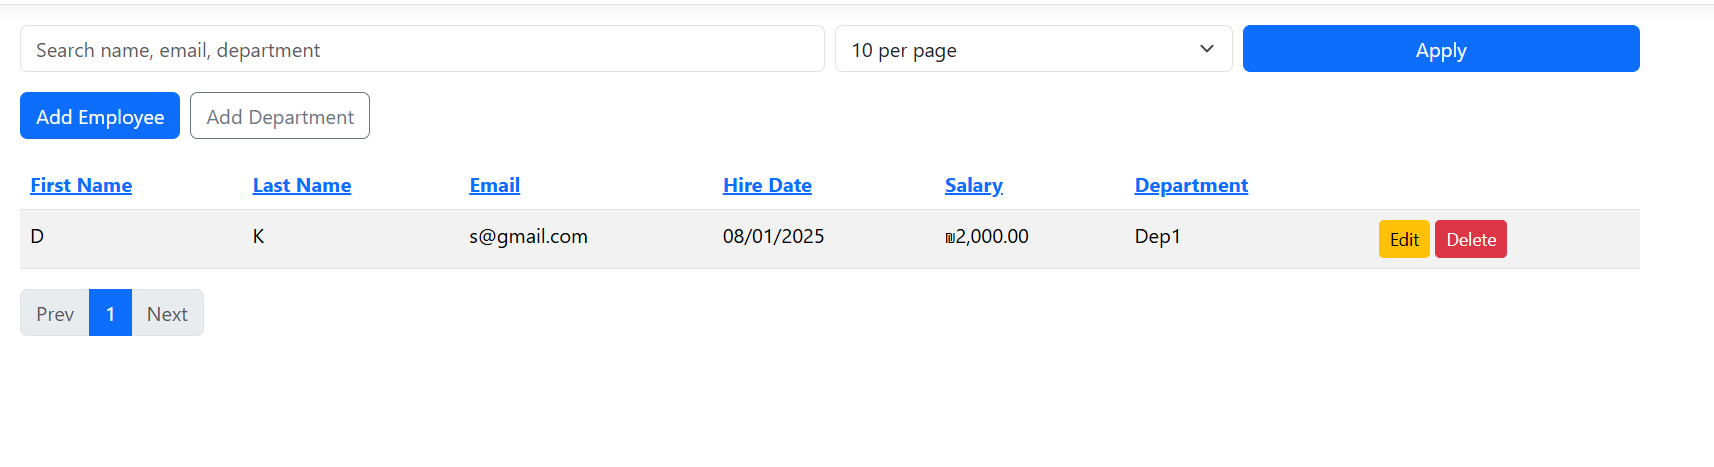 Search name, email, department 10 per page Apply
Add Employee Add Department
First Name Last Name Email Hire Date Salary Department
D K s@gmail.com 08/01/2025 ₪2,000.00 Dep1 Edit Delete
Prev 1 Next